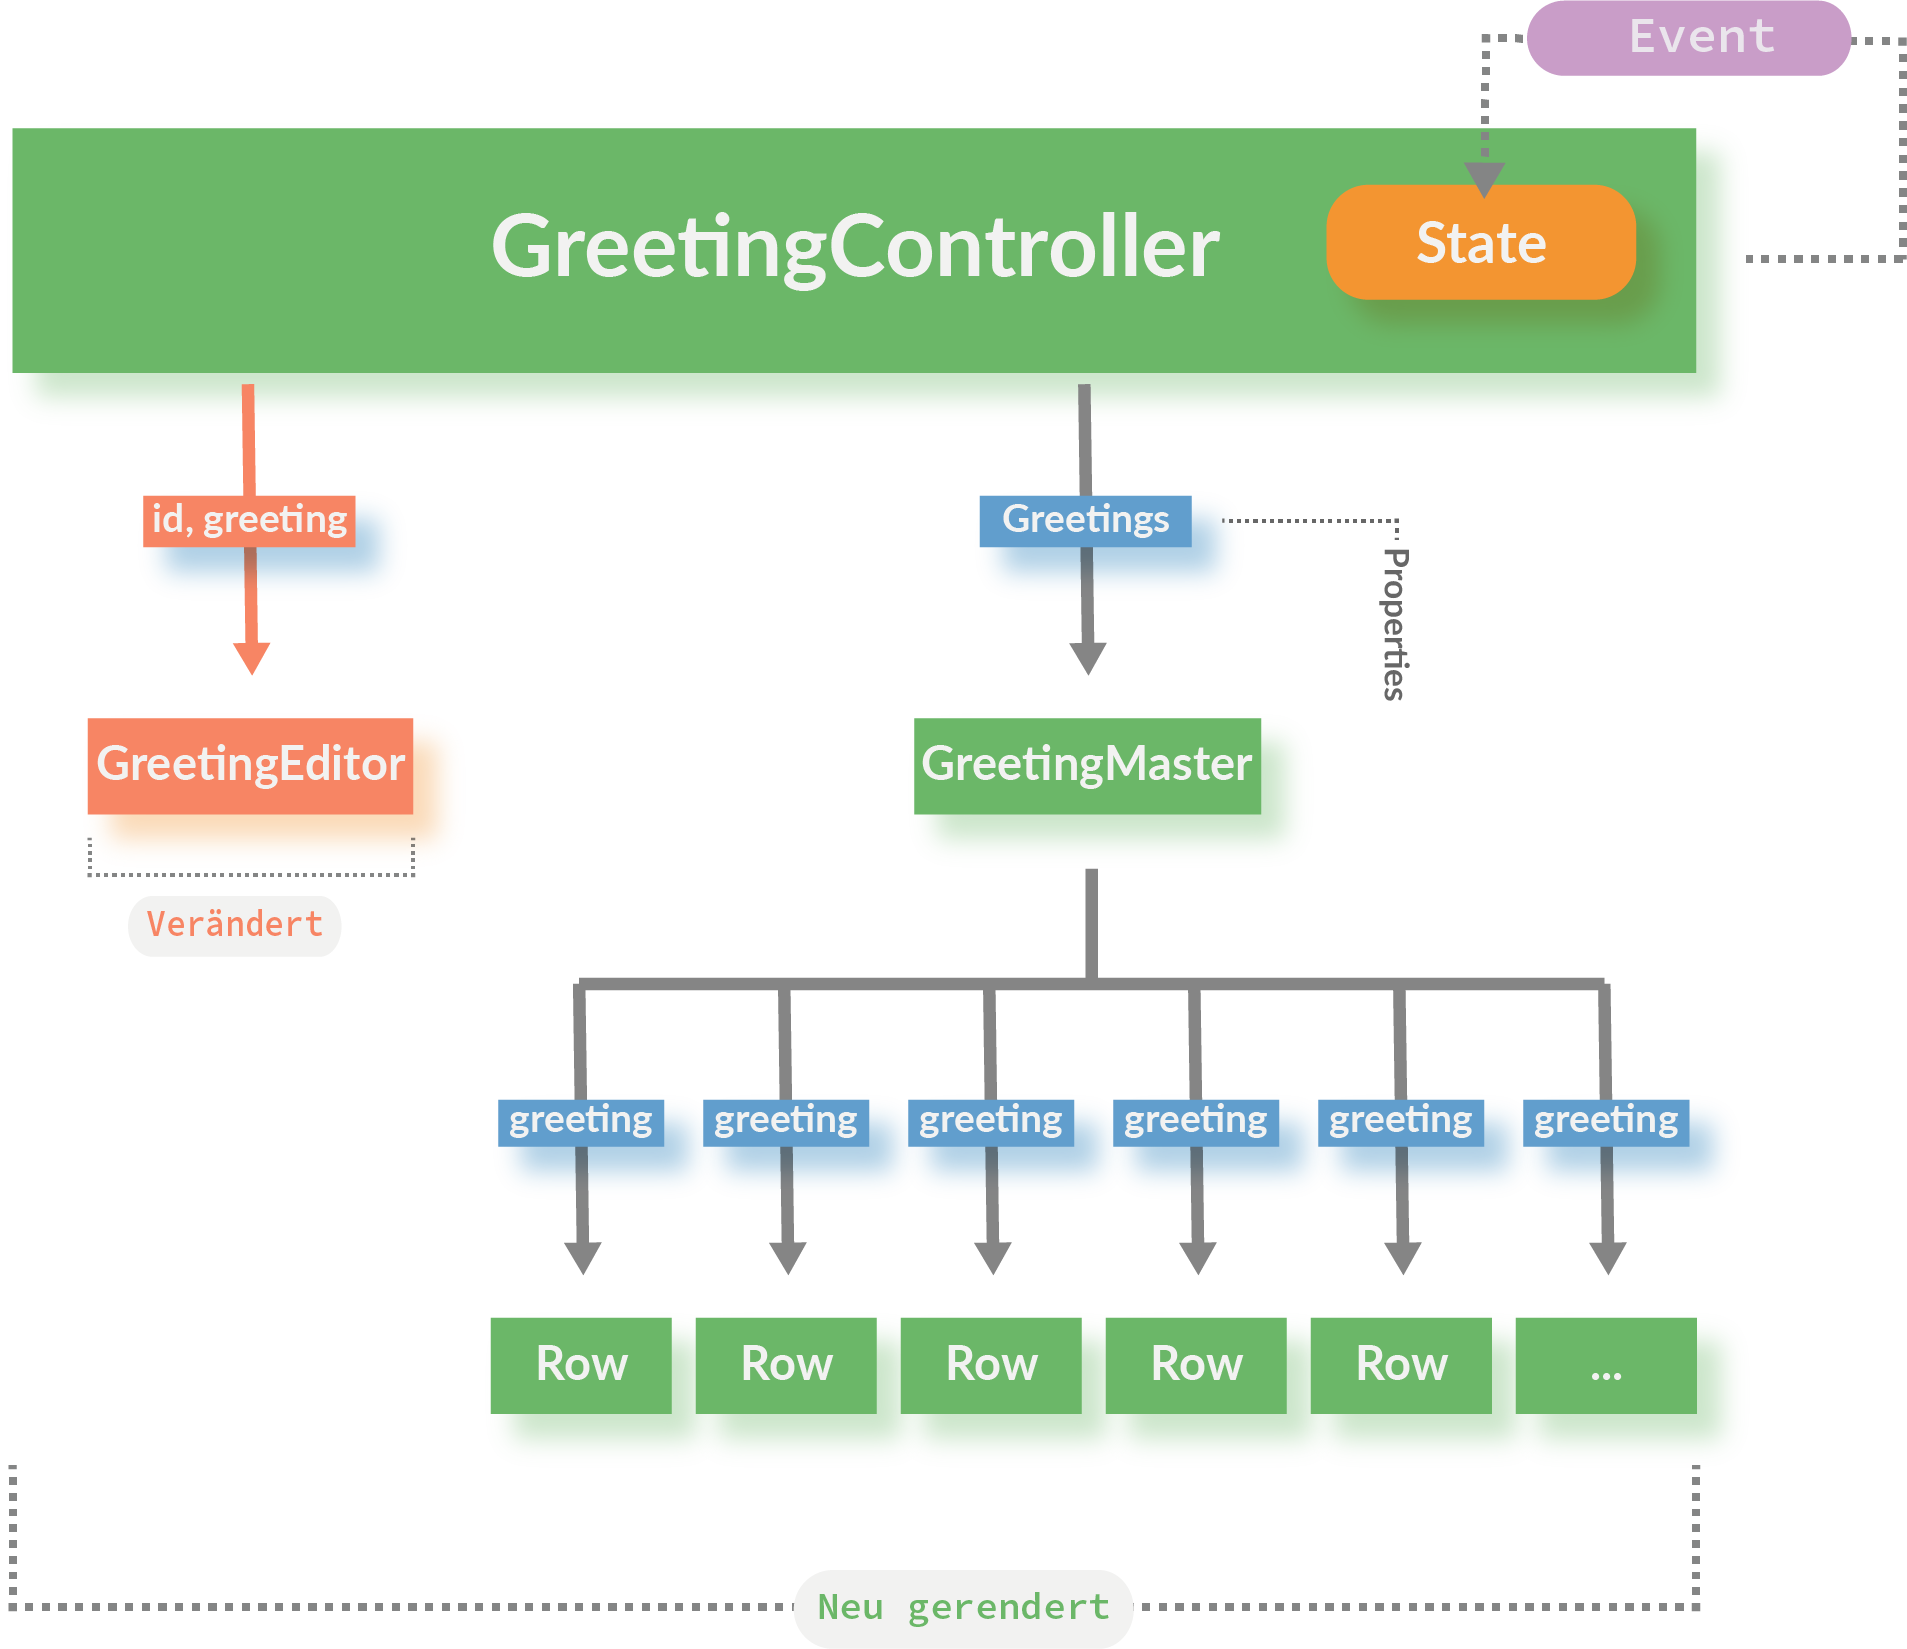 Event
GreetingController
State
id, greeting
Greetings
Properties
GreetingEditor
GreetingMaster
Verändert
greeting
greeting
greeting
greeting
greeting
greeting
Row
Row
Row
Row
Row
...
Neu gerendert